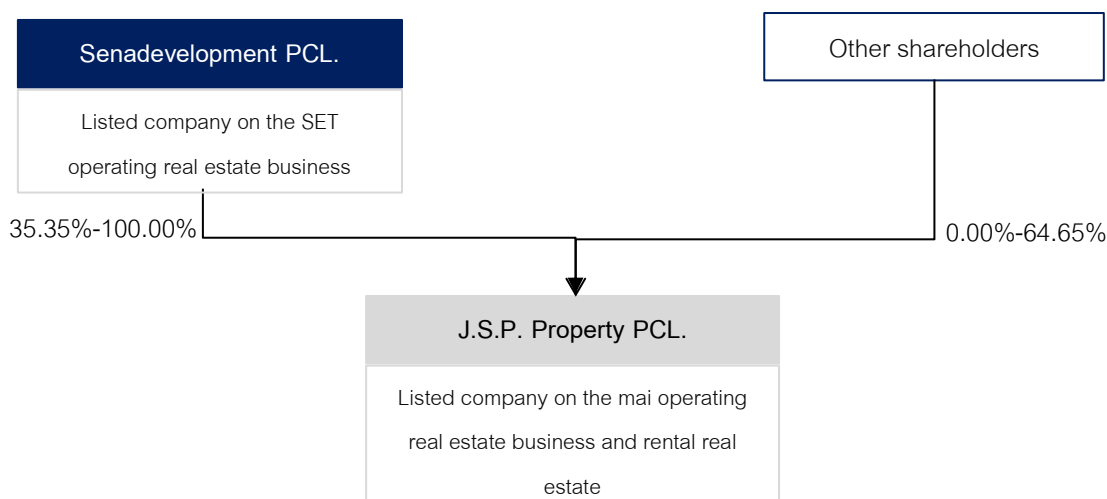 Senadevelopment PCL.
Listed company on the SET
operating real estate business
Other shareholders
35.35%-100.00%
0.00%-64.65%
J.S.P. Property PCL.
Listed company on the mai operating
real estate business and rental real
estate